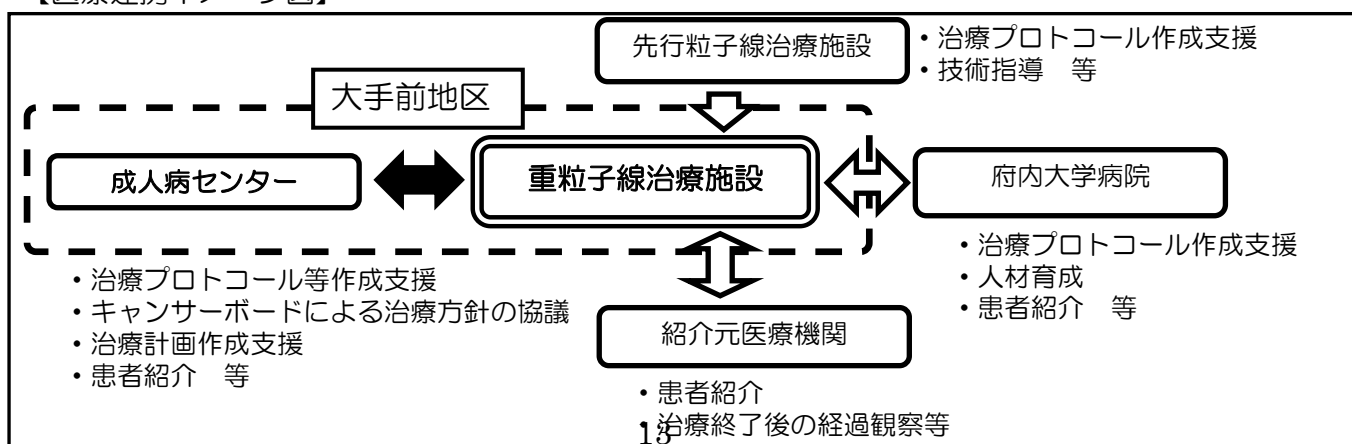 【医療連携イメージ図】
先行粒子線治療施設
・治療プロトコール作成支援
・技術指導　等
大手前地区
成人病センター
重粒子線治療施設
府内大学病院
・治療プロトコール等作成支援
・キャンサーボードによる治療方針の協議
・治療計画作成支援
・患者紹介　等
・治療プロトコール作成支援
・人材育成
・患者紹介　等
紹介元医療機関
・患者紹介
・治療終了後の経過観察等
13